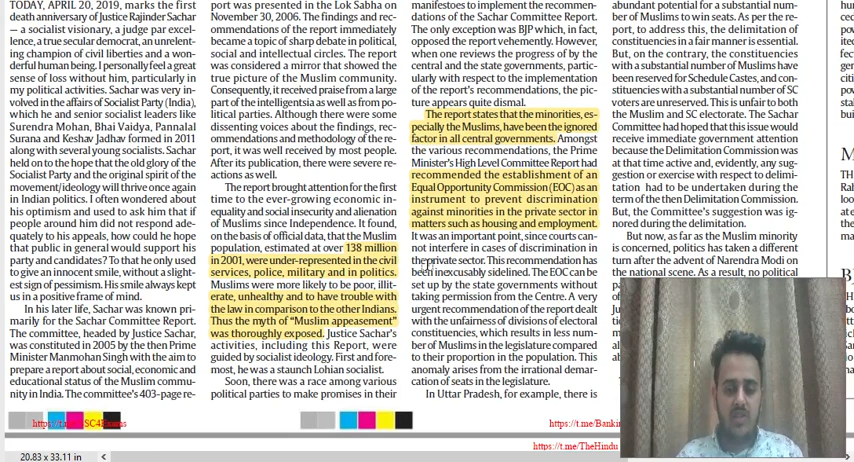 TODAY, APRIL 20, 2019, marks the first
death anniversary of Justice Rajinder Sachar
— a socialist visionary, a judge par excel-
lence, a true secular democrat, an unrelent-
ing champion of civil liberties and a won-
derful human being. I personally feel a great
sense of loss without him, particularly in
my political activities. Sachar was very in-
volved in the affairs of Socialist Party (India),
which he and senior socialist leaders like
Surendra Mohan, Bhai Vaidya, Pannalal
Surana and Keshav Jadhav formed in 2011
along with several young socialists. Sachar
held on to the hope that the old glory of the
Socialist Party and the original spirit of the
movement/ideology will thrive once again
in Indian politics. I often wondered about
his optimism and used to ask him that if
people around him did not respond ade-
quately to his appeals, how could he hope
that public in general would support his
party and candidates? To that he only used
to give an innocent smile, without a slight-
est sign of pessimism. His smile always kept
us in a positive frame of mind.
In his later life, Sachar was known pri-
marily for the Sachar Committee Report.
The committee, headed by Justice Sachar,
was constituted in 2005 by the then Prime
Minister Manmohan Singh with the aim to
prepare a report about social, economic and
educational status of the Muslim commu-
nity in India. The committee's 403-page re-
port was presented in the Lok Sabha on
November 30, 2006. The findings and rec-
ommendations of the report immediately
became a topic of sharp debate in political,
social and intellectual circles. The report
was considered a mirror that showed the
true picture of the Muslim community.
Consequently, it received praise from a large
part of the intelligentsia as well as from po-
litical parties. Although there were some
dissenting voices about the findings, rec-
ommendations and methodology of the re-
port, it was well received by most people.
After its publication, there were severe re-
actions as well.
The report brought attention for the first
time to the ever-growing economic in-
equality and social insecurity and alienation
of Muslims since Independence. It found,
on the basis of official data, that the Muslim
population, estimated at over 138 million
in 2001, were under-represented in the civil
services, police, military and in politics.
Muslims were more likely to be poor, illit-
erate, unhealthy and to have trouble with
the law in comparison to the other Indians.
Thus the myth of "Muslim appeasement"
was thoroughly exposed. Justice Sachar's
activities, including this Report, were
guided by socialist ideology. First and fore-
most, he was a staunch Lohian socialist.
Soon, there was a race among various
political parties to make promises in their
manifestoes to implement the recommen-
dations of the Sachar Committee Report.
The only exception was BJP which, in fact,
opposed the report vehemently. However,
when one reviews the progress of by the
central and the state governments, partic-
ularly with respect to the implementation
of the report's recommendations, the pic-
ture appears quite dismal.
The report states that the minorities, es-
pecially the Muslims, have been the ignored
factor in all central governments. Amongst
the various recommendations, the Prime
Minister's High Level Committee Report had
recommended the establishment of an
Equal Opportunity Commission (EOC) as an
instrument to prevent discrimination
against minorities in the private sector in
matters such as housing and employment.
It was an important point, since courts can-
not interfere in cases of discrimination in
the private sector. This recommendation has
been inexcusably sidelined. The EOC can be
set up by the state governments without
taking permission from the Centre. A very
urgent recommendation of the report dealt
with the unfairness of divisions of electoral
constituencies, which results in less num-
ber of Muslims in the legislature compared
to their proportion in the population. This
anomaly arises from the irrational demar-
cation of seats in the legislature.
In Uttar Pradesh, for example, there is
abundant potential for a substantial num-
ber of Muslims to win seats. As per the re-
port, to address this, the delimitation of
constituencies in a fair manner is essential.
But, on the contrary, the constituencies
with a substantial number of Muslims have
been reserved for Schedule Castes, and con-
stituencies with a substantial number of SC
voters are unreserved. This is unfair to both
the Muslim and SC electorate. The Sachar
Committee had hoped that this issue would
receive immediate government attention
because the Delimitation Commission was
at that time active and, evidently, any sug-
gestion or exercise with respect to delimi-
tation had to be undertaken during the
term of the then Delimitation Commission.
But, the Committee's suggestion was ig-
nored during the delimitation.
But now, as far as the Muslim minority
is concerned, politics has taken a different
turn after the advent of Narendra Modi on
the national scene. As a result, no political
https://t.me/TheHindu
20.83 x 33.11 in